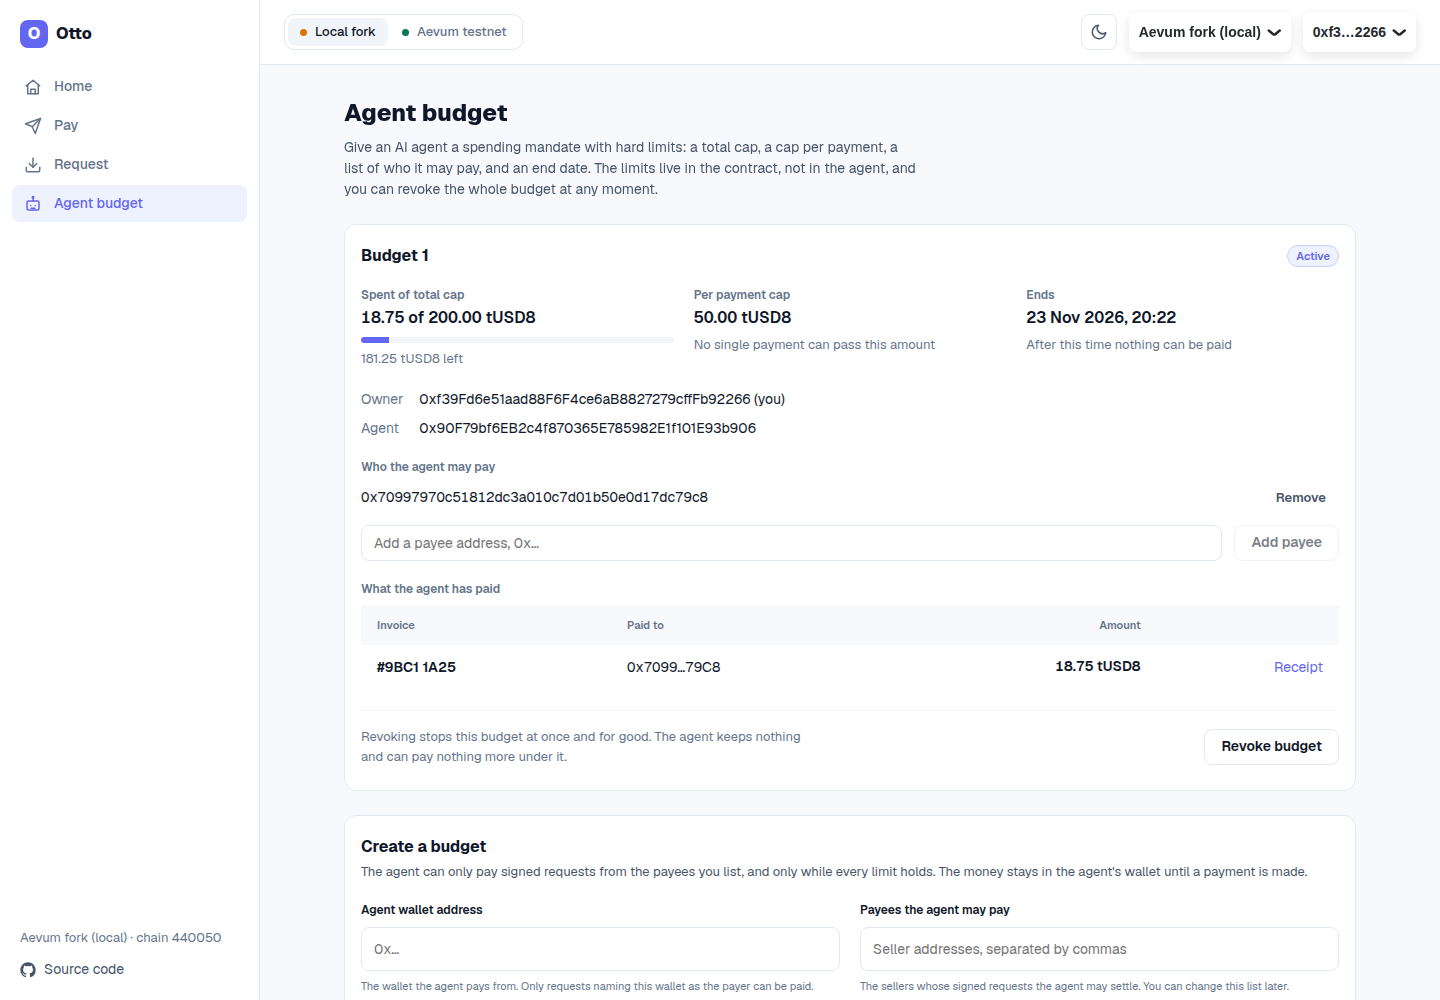 O Otto
Local fork
Aevum testnet
Aevum fork (local)
0xf3...2266
Home
Pay
Request
Agent budget
Agent budget
Give an AI agent a spending mandate with hard limits: a total cap, a cap per payment, a
list of who it may pay, and an end date. The limits live in the contract, not in the agent, and
you can revoke the whole budget at any moment.
Budget 1
Active
Spent of total cap
18.75 of 200.00 tUSD8
181.25 tUSD8 left
Per payment cap
50.00 tUSD8
No single payment can pass this amount
Ends
23 Nov 2026, 20:22
After this time nothing can be paid
Owner 0xf39Fd6e51aad88F6F4ce6aB8827279cffFb92266 (you)
Agent 0x90F79bf6EB2c4f870365E785982E1f101E93b906
Who the agent may pay
0x70997970c51812dc3a010c7d01b50e0d17dc79c8
Remove
Add a payee address, 0x...
Add payee
What the agent has paid
Invoice Paid to Amount
#9BC1 1A25 0x7099...79C8 18.75 tUSD8 Receipt
Revoking stops this budget at once and for good. The agent keeps nothing
and can pay nothing more under it.
Revoke budget
Create a budget
The agent can only pay signed requests from the payees you list, and only while every limit holds. The money stays in the agent's wallet until a payment is made.
Agent wallet address
0x...
The wallet the agent pays from. Only requests naming this wallet as the payer can be paid.
Payees the agent may pay
Seller addresses, separated by commas
The sellers whose signed requests the agent may settle. You can change this list later.
Aevum fork (local) · chain 440050
Source code